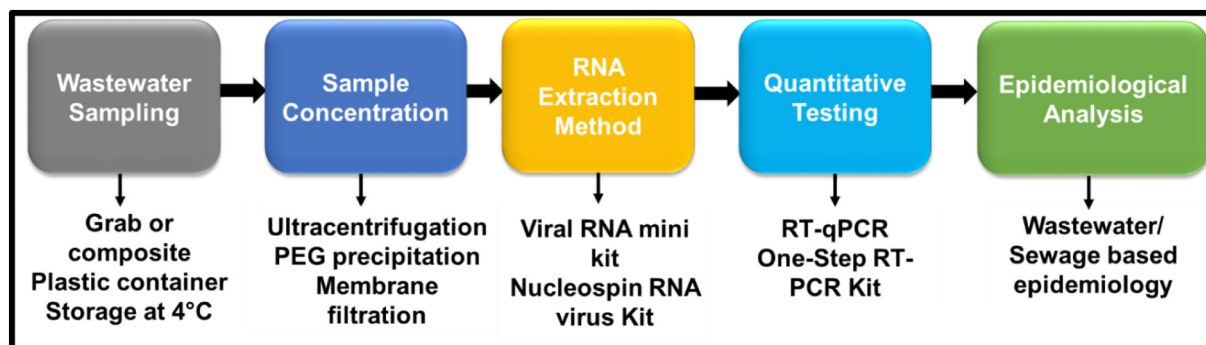 Wastewater
Sampling
Sample
Concentration
RNA
Extraction
Method
Quantitative
Testing
Epidemiological
Analysis
Grab or
composite
Plastic container
Storage at 4°C
Ultracentrifugation
PEG precipitation
Membrane
filtration
Viral RNA mini
kit
Nucleospin RNA
virus Kit
RT-qPCR
One-Step RT-
PCR Kit
Wastewater/
Sewage based
epidemiology